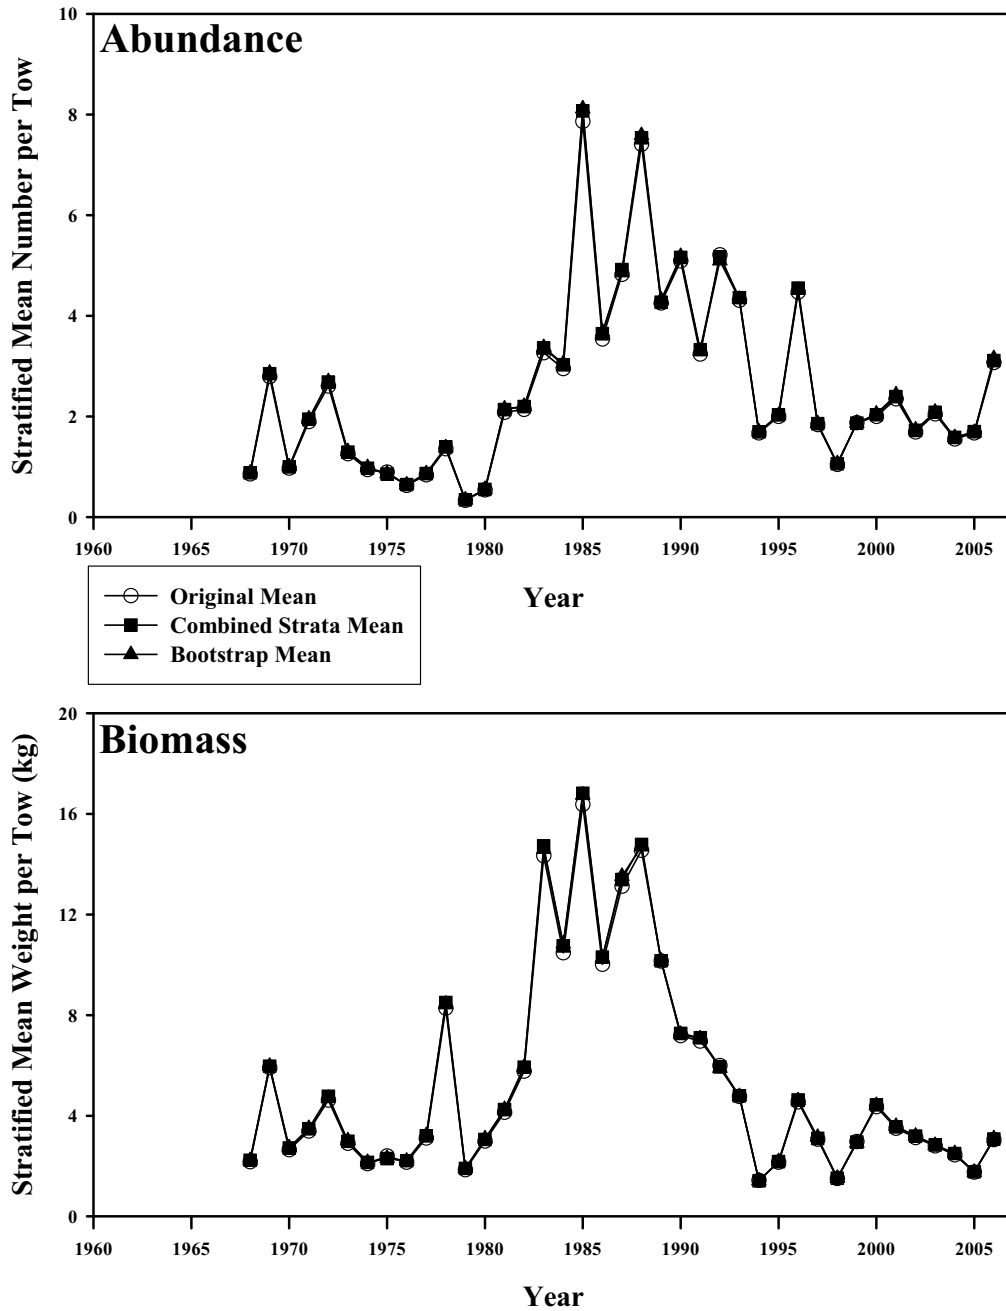 Abundance
Stratified Mean Number per Tow
10
8
6
4
2
0
1960 1965 1970 1975 1980 1985 1990 1995 2000 2005
Year
Original Mean
Combined Strata Mean
Bootstrap Mean
Biomass
Stratified Mean Weight per Tow (kg)
20
16
12
8
4
0
1960 1965 1970 1975 1980 1985 1990 1995 2000 2005
Year